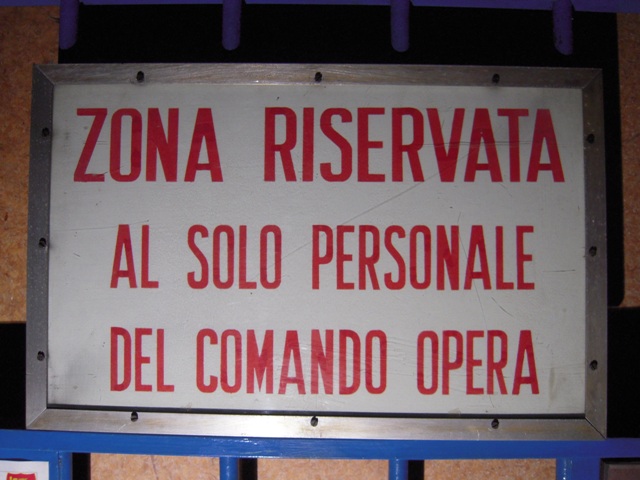 ZONA RISERVATA
AL SOLO PERSONALE
DEL COMANDO OPERA